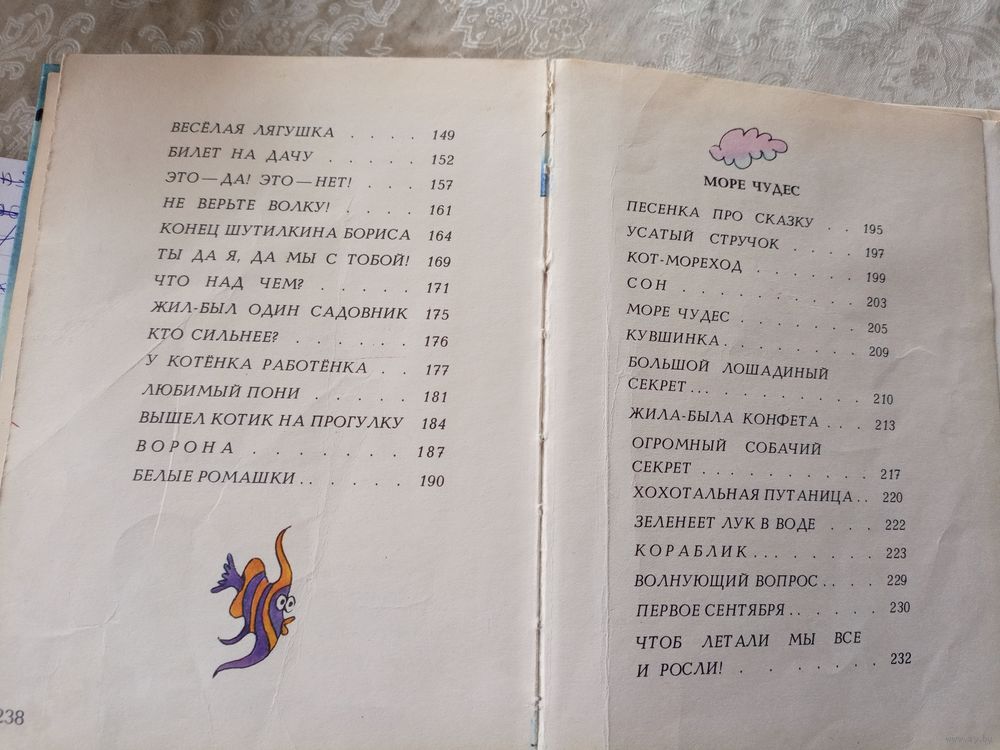 ВЕСЁЛАЯ ЛЯГУШКА . . . . 149
БИЛЕТ НА ДАЧУ . . . . . 152
ЭТО—ДА! ЭТО—НЕТ! . . . 157
НЕ ВЕРЬТЕ ВОЛКУ! . . . . 161
КОНЕЦ ШУТИЛКИНА БОРИСА 164
ТЫ ДА Я, ДА МЫ С ТОБОЙ! 169
ЧТО НАД ЧЕМ? . . . . . 171
ЖИЛ-БЫЛ ОДИН САДОВНИК 175
КТО СИЛЬНЕЕ? . . . . . . 176
У КОТЁНКА РАБОТЁНКА . . 177
ЛЮБИМЫЙ ПОНИ . . . . . 181
ВЫШЕЛ КОТИК НА ПРОГУЛКУ 184
ВОРОНА . . . . . . . 187
БЕЛЫЕ РОМАШКИ . . . . . . 190
238
МОРЕ ЧУДЕС
ПЕСЕНКА ПРО СКАЗКУ . . 195
УСАТЫЙ СТРУЧОК . . . . 197
КОТ-МОРЕХОД . . . . . . 199
СОН . . . . . . . . . 203
МОРЕ ЧУДЕС . . . . . . . 205
КУВШИНКА . . . . . . . . 209
БОЛЬШОЙ ЛОШАДИНЫЙ
СЕКРЕТ... . . . . . . . . 210
ЖИЛА-БЫЛА КОНФЕТА . . . 213
ОГРОМНЫЙ СОБАЧИЙ
СЕКРЕТ . . . . . . . . 217
ХОХОТАЛЬНАЯ ПУТАНИЦА . . 220
ЗЕЛЕНЕЕТ ЛУК В ВОДЕ . . . 222
КОРАБЛИК . . . . . . . . 223
ВОЛНУЮЩИЙ ВОПРОС . . . . 229
ПЕРВОЕ СЕНТЯБРЯ . . . . . . 230
ЧТОБ ЛЕТАЛИ МЫ ВСЕ
И РОСЛИ! . . . . . . . 232